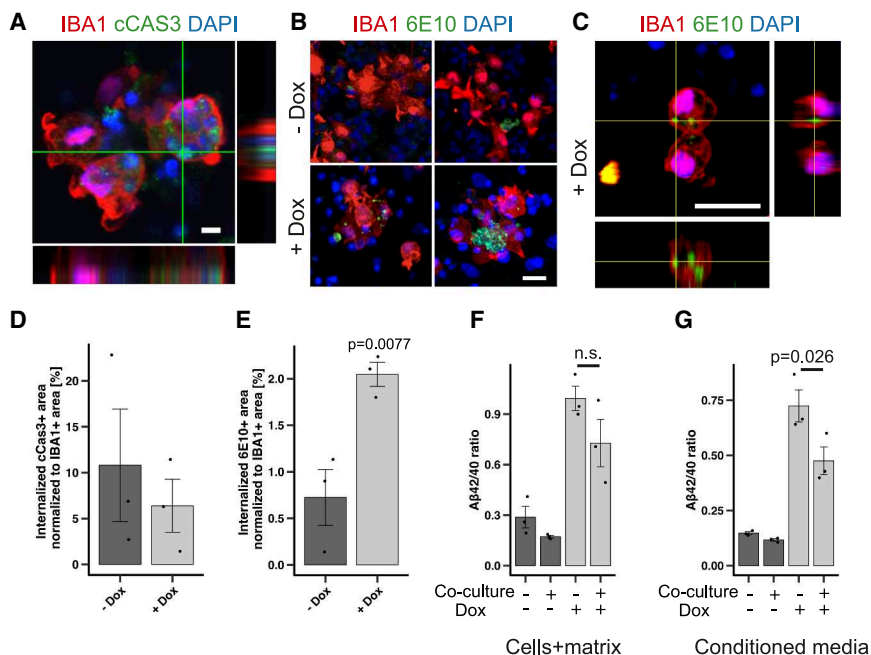 A
IBA1 cCAS3 DAPI
B
IBA1 6E10 DAPI
- Dox
+ Dox
C
IBA1 6E10 DAPI
+ Dox
D
Internalized cCas3+ area
normalized to IBA1+ area [%]
20
15
10
5
0
- Dox
+ Dox
E
Internalized 6E10+ area
normalized to IBA1+ area [%]
p=0.0077
2.0
1.5
1.0
0.5
0.0
- Dox
+ Dox
F
Aβ42/40 ratio
n.s.
0.9
0.6
0.3
0.0
Co-culture - + - +
Dox - - + +
Cells+matrix
G
Aβ42/40 ratio
p=0.026
0.75
0.50
0.25
0.00
Co-culture - + - +
Dox - - + +
Conditioned media